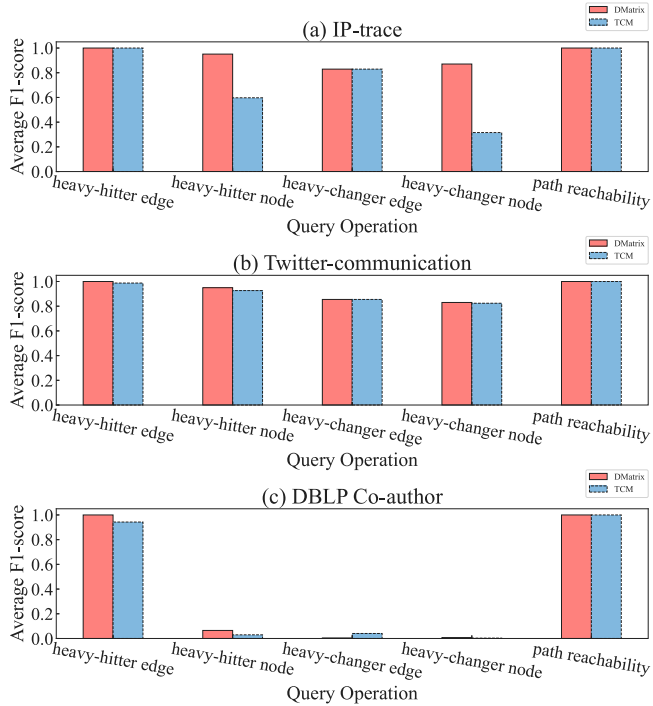 DMatrix
TCM
(a) IP-trace
Average F1-score
1.0
0.8
0.6
0.4
0.2
0.0
heavy-hitter edge
heavy-hitter node
heavy-changer edge
heavy-changer node
path reachability
Query Operation
DMatrix
TCM
(b) Twitter-communication
Average F1-score
1.0
0.8
0.6
0.4
0.2
0.0
heavy-hitter edge
heavy-hitter node
heavy-changer edge
heavy-changer node
path reachability
Query Operation
DMatrix
TCM
(c) DBLP Co-author
Average F1-score
1.0
0.8
0.6
0.4
0.2
0.0
heavy-hitter edge
heavy-hitter node
heavy-changer edge
heavy-changer node
path reachability
Query Operation